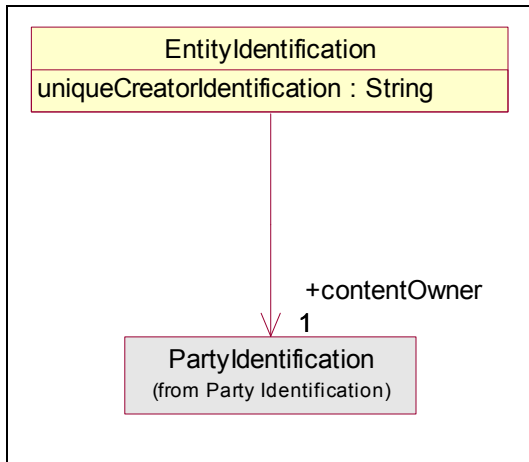 EntityIdentification
uniqueCreatorIdentification : String
+contentOwner
1
PartyIdentification
(from Party Identification)